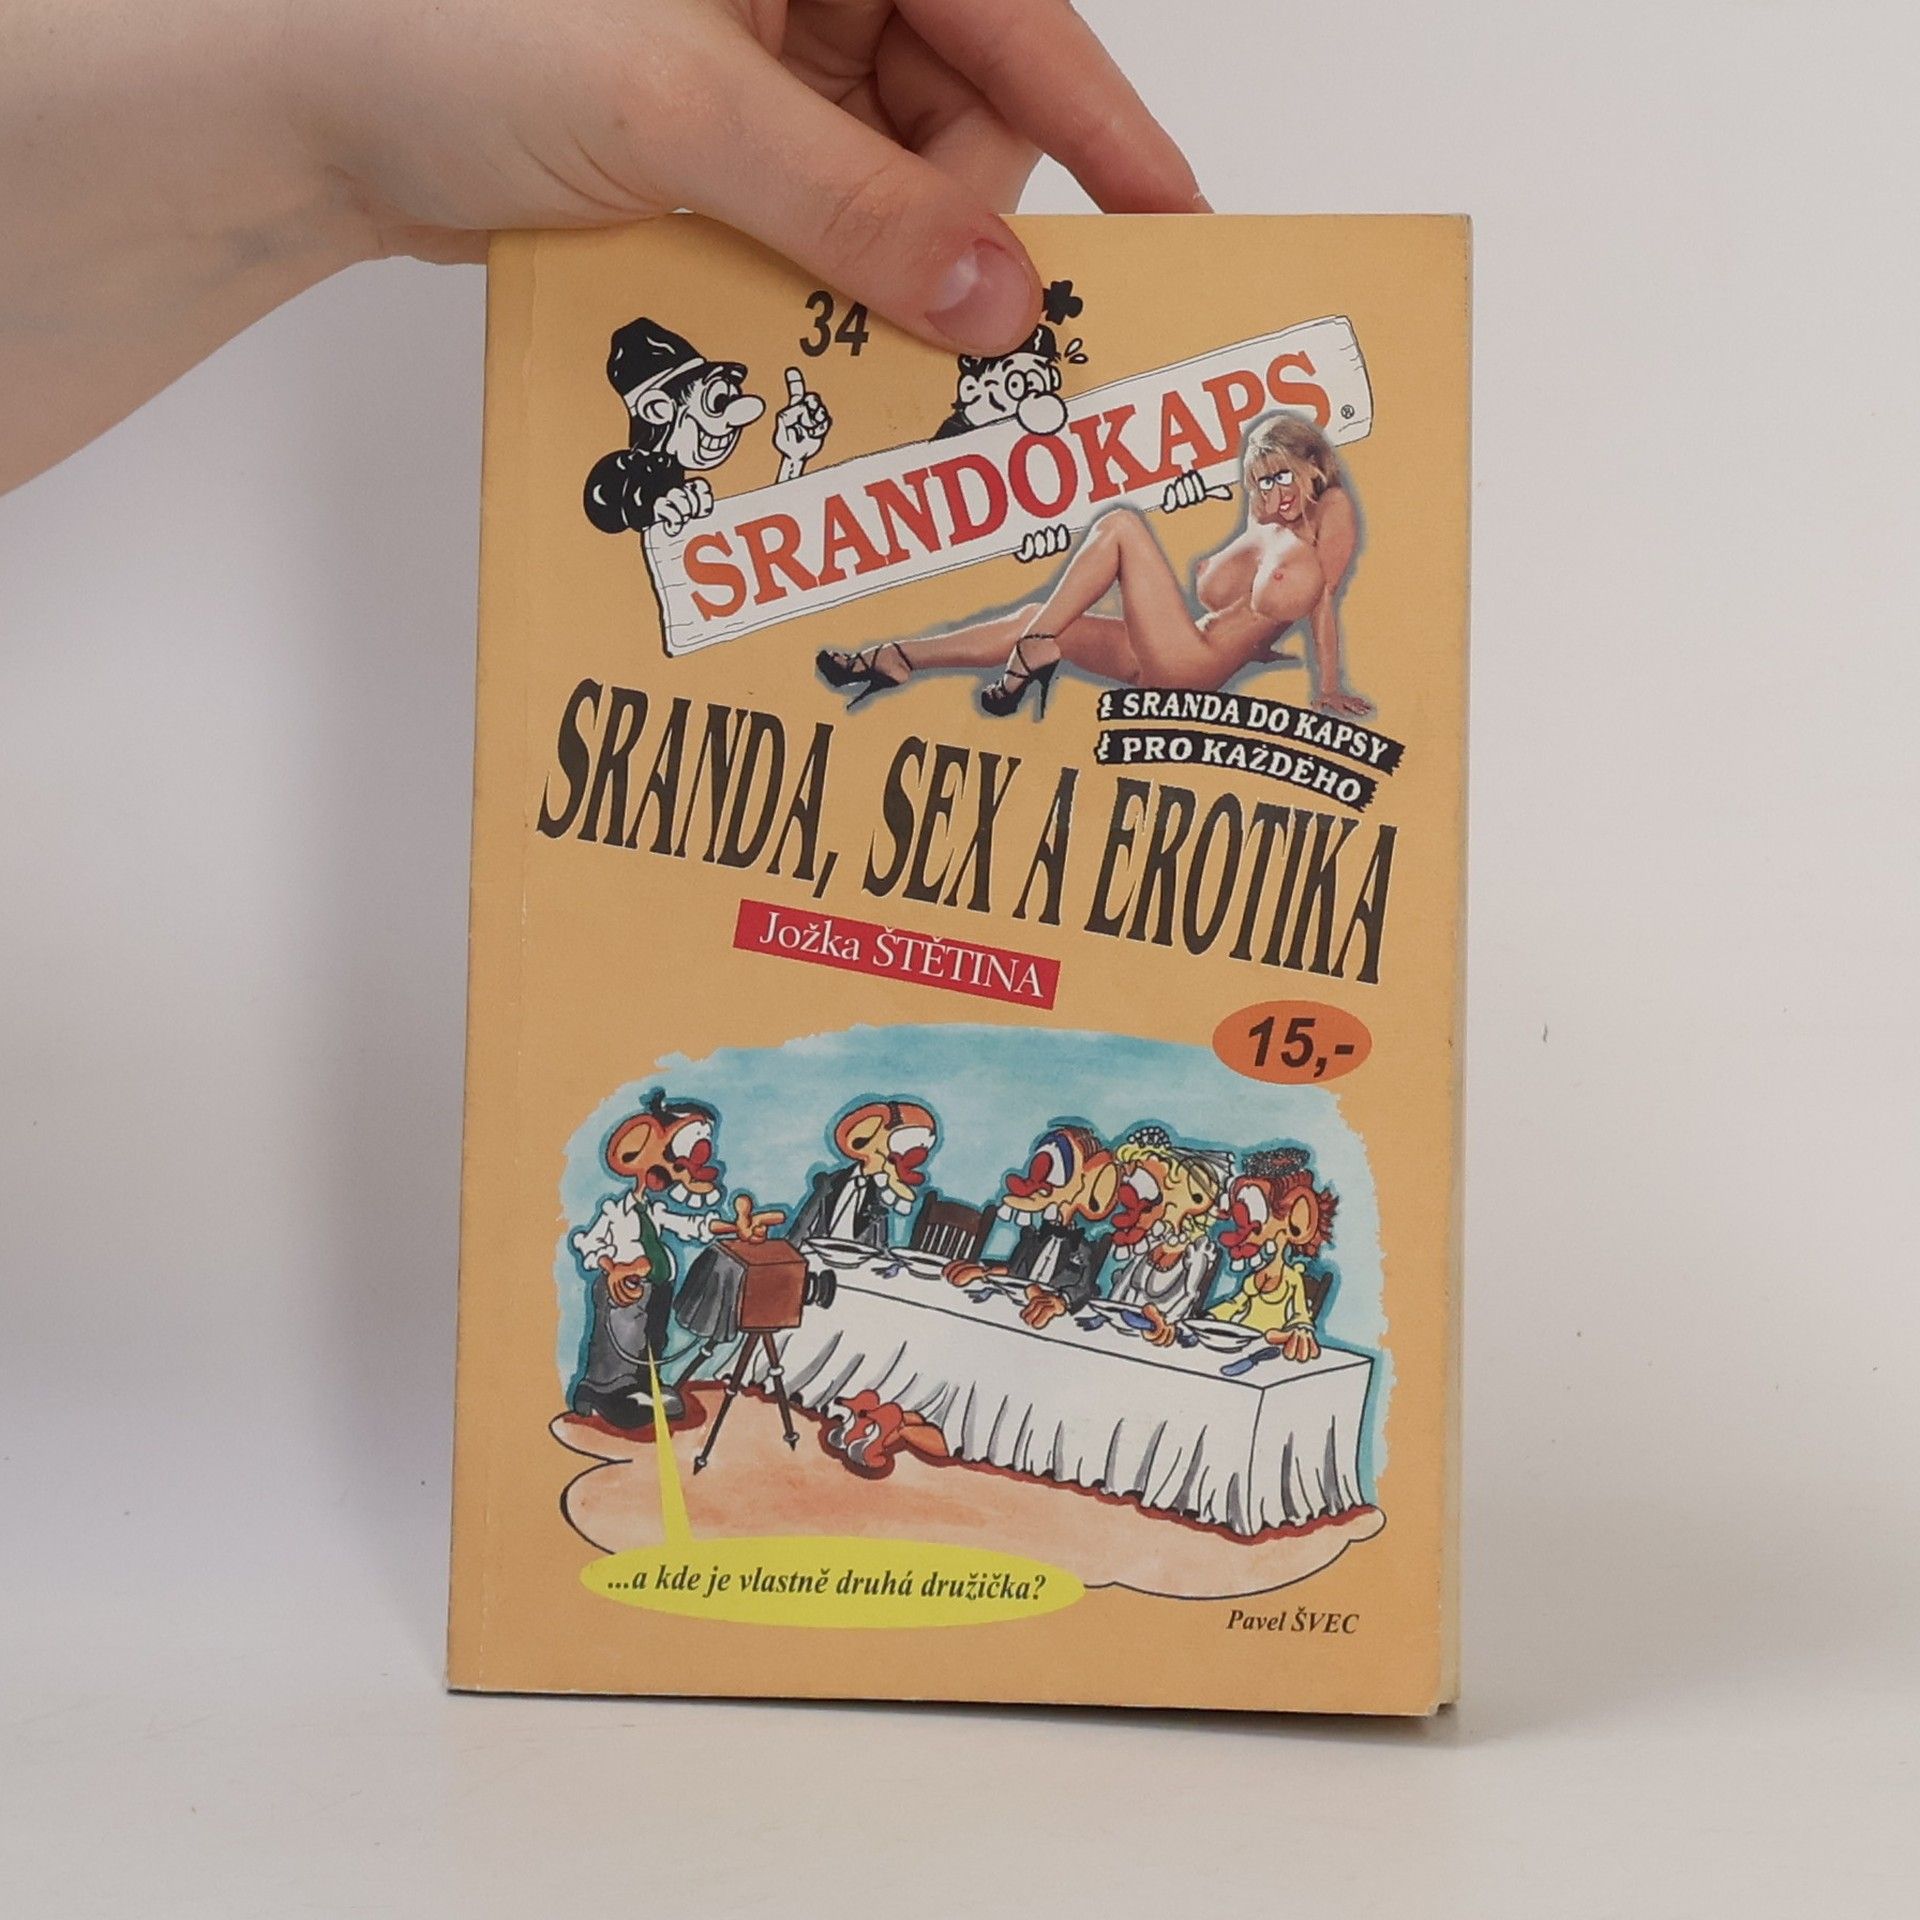 34
SRANDOKAPS®
SRANDA DO KAPSY
PRO KAŽDÉHO
SRANDA, SEX A EROTIKA
Jožka ŠTĚTINA
15,-
...a kde je vlastně druhá družička?
Pavel ŠVEC